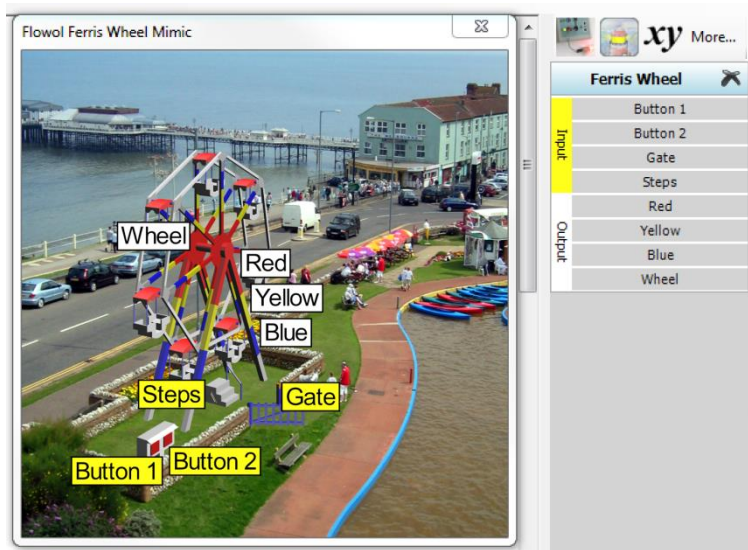 Flowol Ferris Wheel Mimic
xy More...
Ferris Wheel
Input
Button 1
Button 2
Gate
Steps
Output
Red
Yellow
Blue
Wheel
Wheel
Red
Yellow
Blue
Steps
Gate
Button 1
Button 2